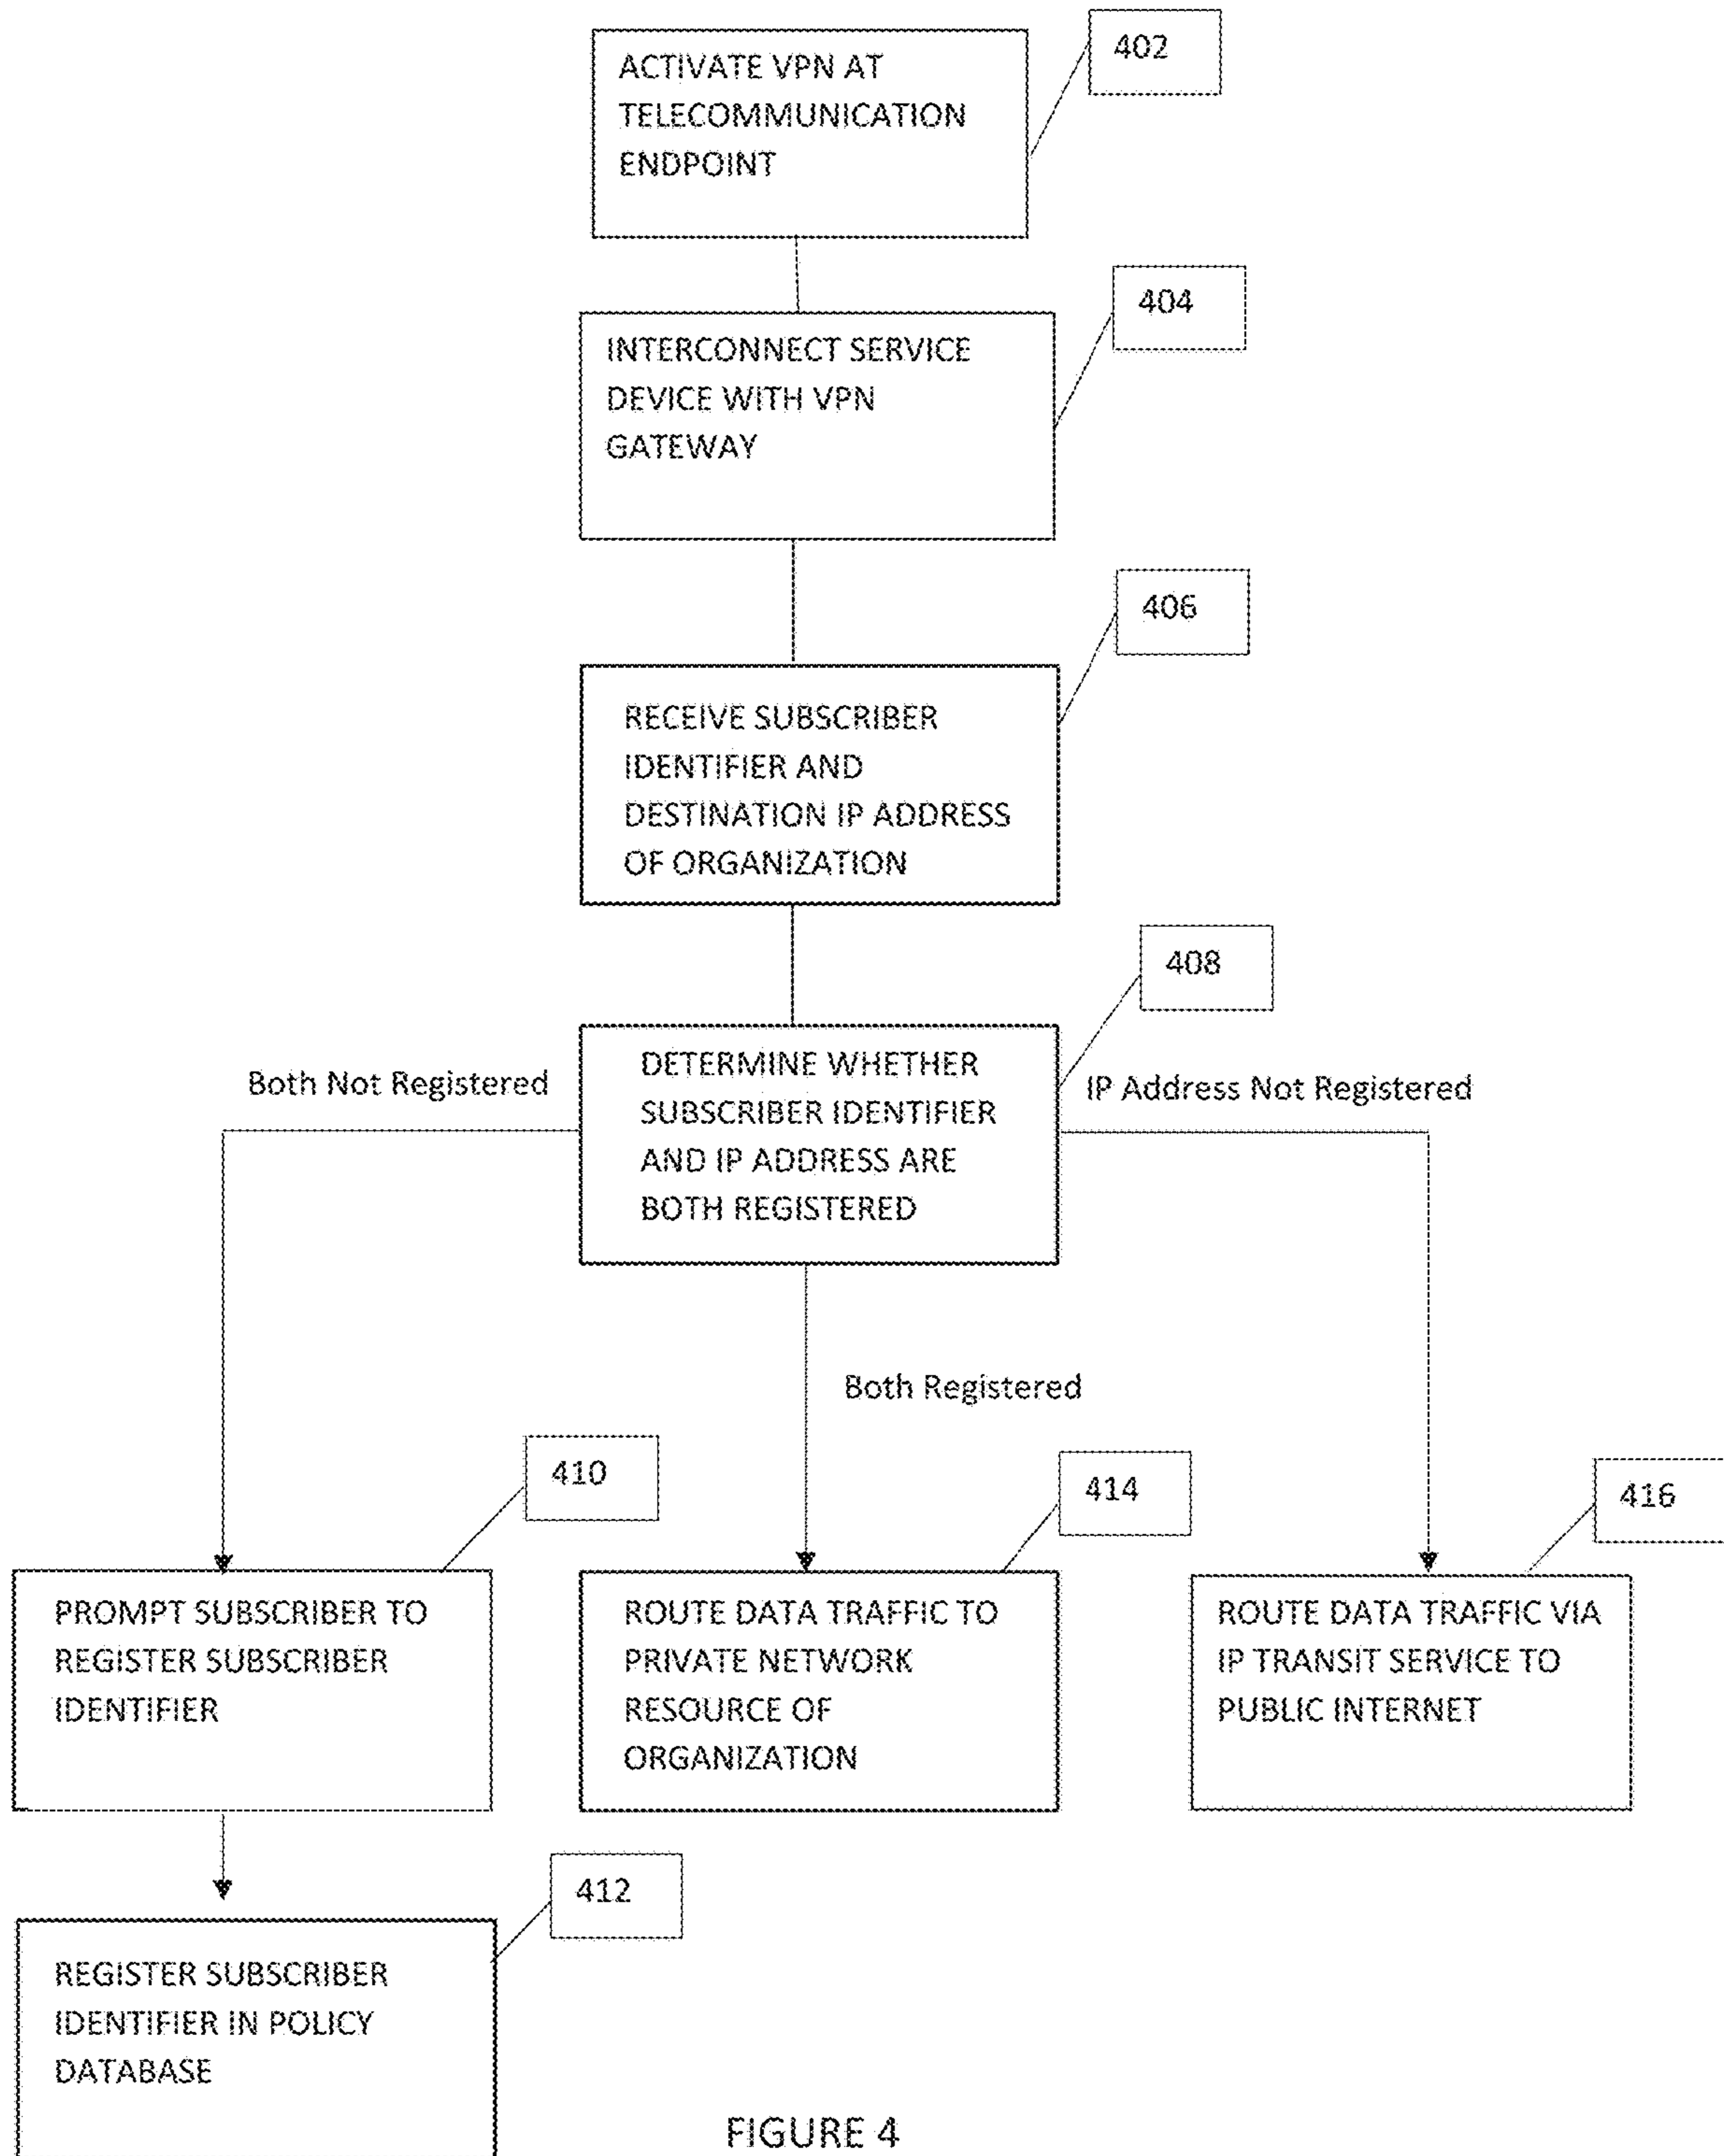 402
ACTIVATE VPN AT
TELECOMMUNICATION
ENDPOINT
404
INTERCONNECT SERVICE
DEVICE WITH VPN
GATEWAY
406
RECEIVE SUBSCRIBER
IDENTIFIER AND
DESTINATION IP ADDRESS
OF ORGANIZATION
408
DETERMINE WHETHER
SUBSCRIBER IDENTIFIER
AND IP ADDRESS ARE
BOTH REGISTERED
Both Not Registered
IP Address Not Registered
Both Registered
410
414
416
PROMPT SUBSCRIBER TO
REGISTER SUBSCRIBER
IDENTIFIER
ROUTE DATA TRAFFIC TO
PRIVATE NETWORK
RESOURCE OF
ORGANIZATION
ROUTE DATA TRAFFIC VIA
IP TRANSIT SERVICE TO
PUBLIC INTERNET
412
REGISTER SUBSCRIBER
IDENTIFIER IN POLICY
DATABASE
FIGURE 4